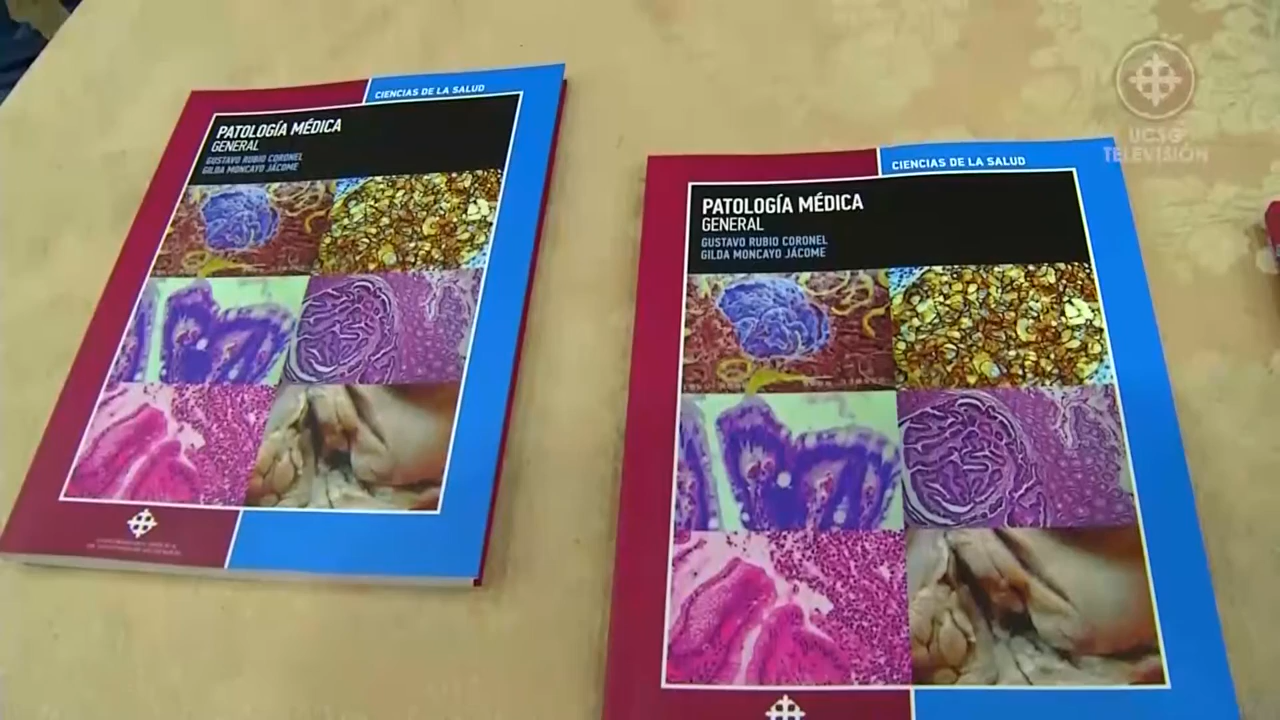 CIENCIAS DE LA SALUD
PATOLOGÍA MÉDICA
GENERAL
GUSTAVO RUBIO CORONEL
GILDA MONCAYO JÁCOME
CIENCIAS DE LA SALUD
PATOLOGÍA MÉDICA
GENERAL
GUSTAVO RUBIO CORONEL
GILDA MONCAYO JÁCOME
UCSG
TELEVISIÓN